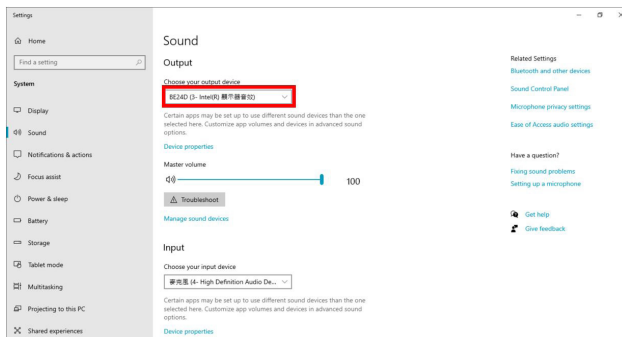 Settings
Home
Find a setting
System
Display
Sound
Notifications & actions
Focus assist
Power & sleep
Battery
Storage
Tablet mode
Multitasking
Projecting to this PC
Shared experiences
Sound
Output
Choose your output device
BE24D (3- Intel(R) 顯示器音效)
Certain apps may be set up to use different sound devices than the one
selected here. Customize app volumes and devices in advanced sound
options.
Device properties
Master volume
100
Troubleshoot
Manage sound devices
Input
Choose your input device
麥克風 (4- High Definition Audio De...
Certain apps may be set up to use different sound devices than the one
selected here. Customize app volumes and devices in advanced sound
options.
Device properties
Related Settings
Bluetooth and other devices
Sound Control Panel
Microphone privacy settings
Ease of Access audio settings
Have a question?
Fixing sound problems
Setting up a microphone
Get help
Give feedback